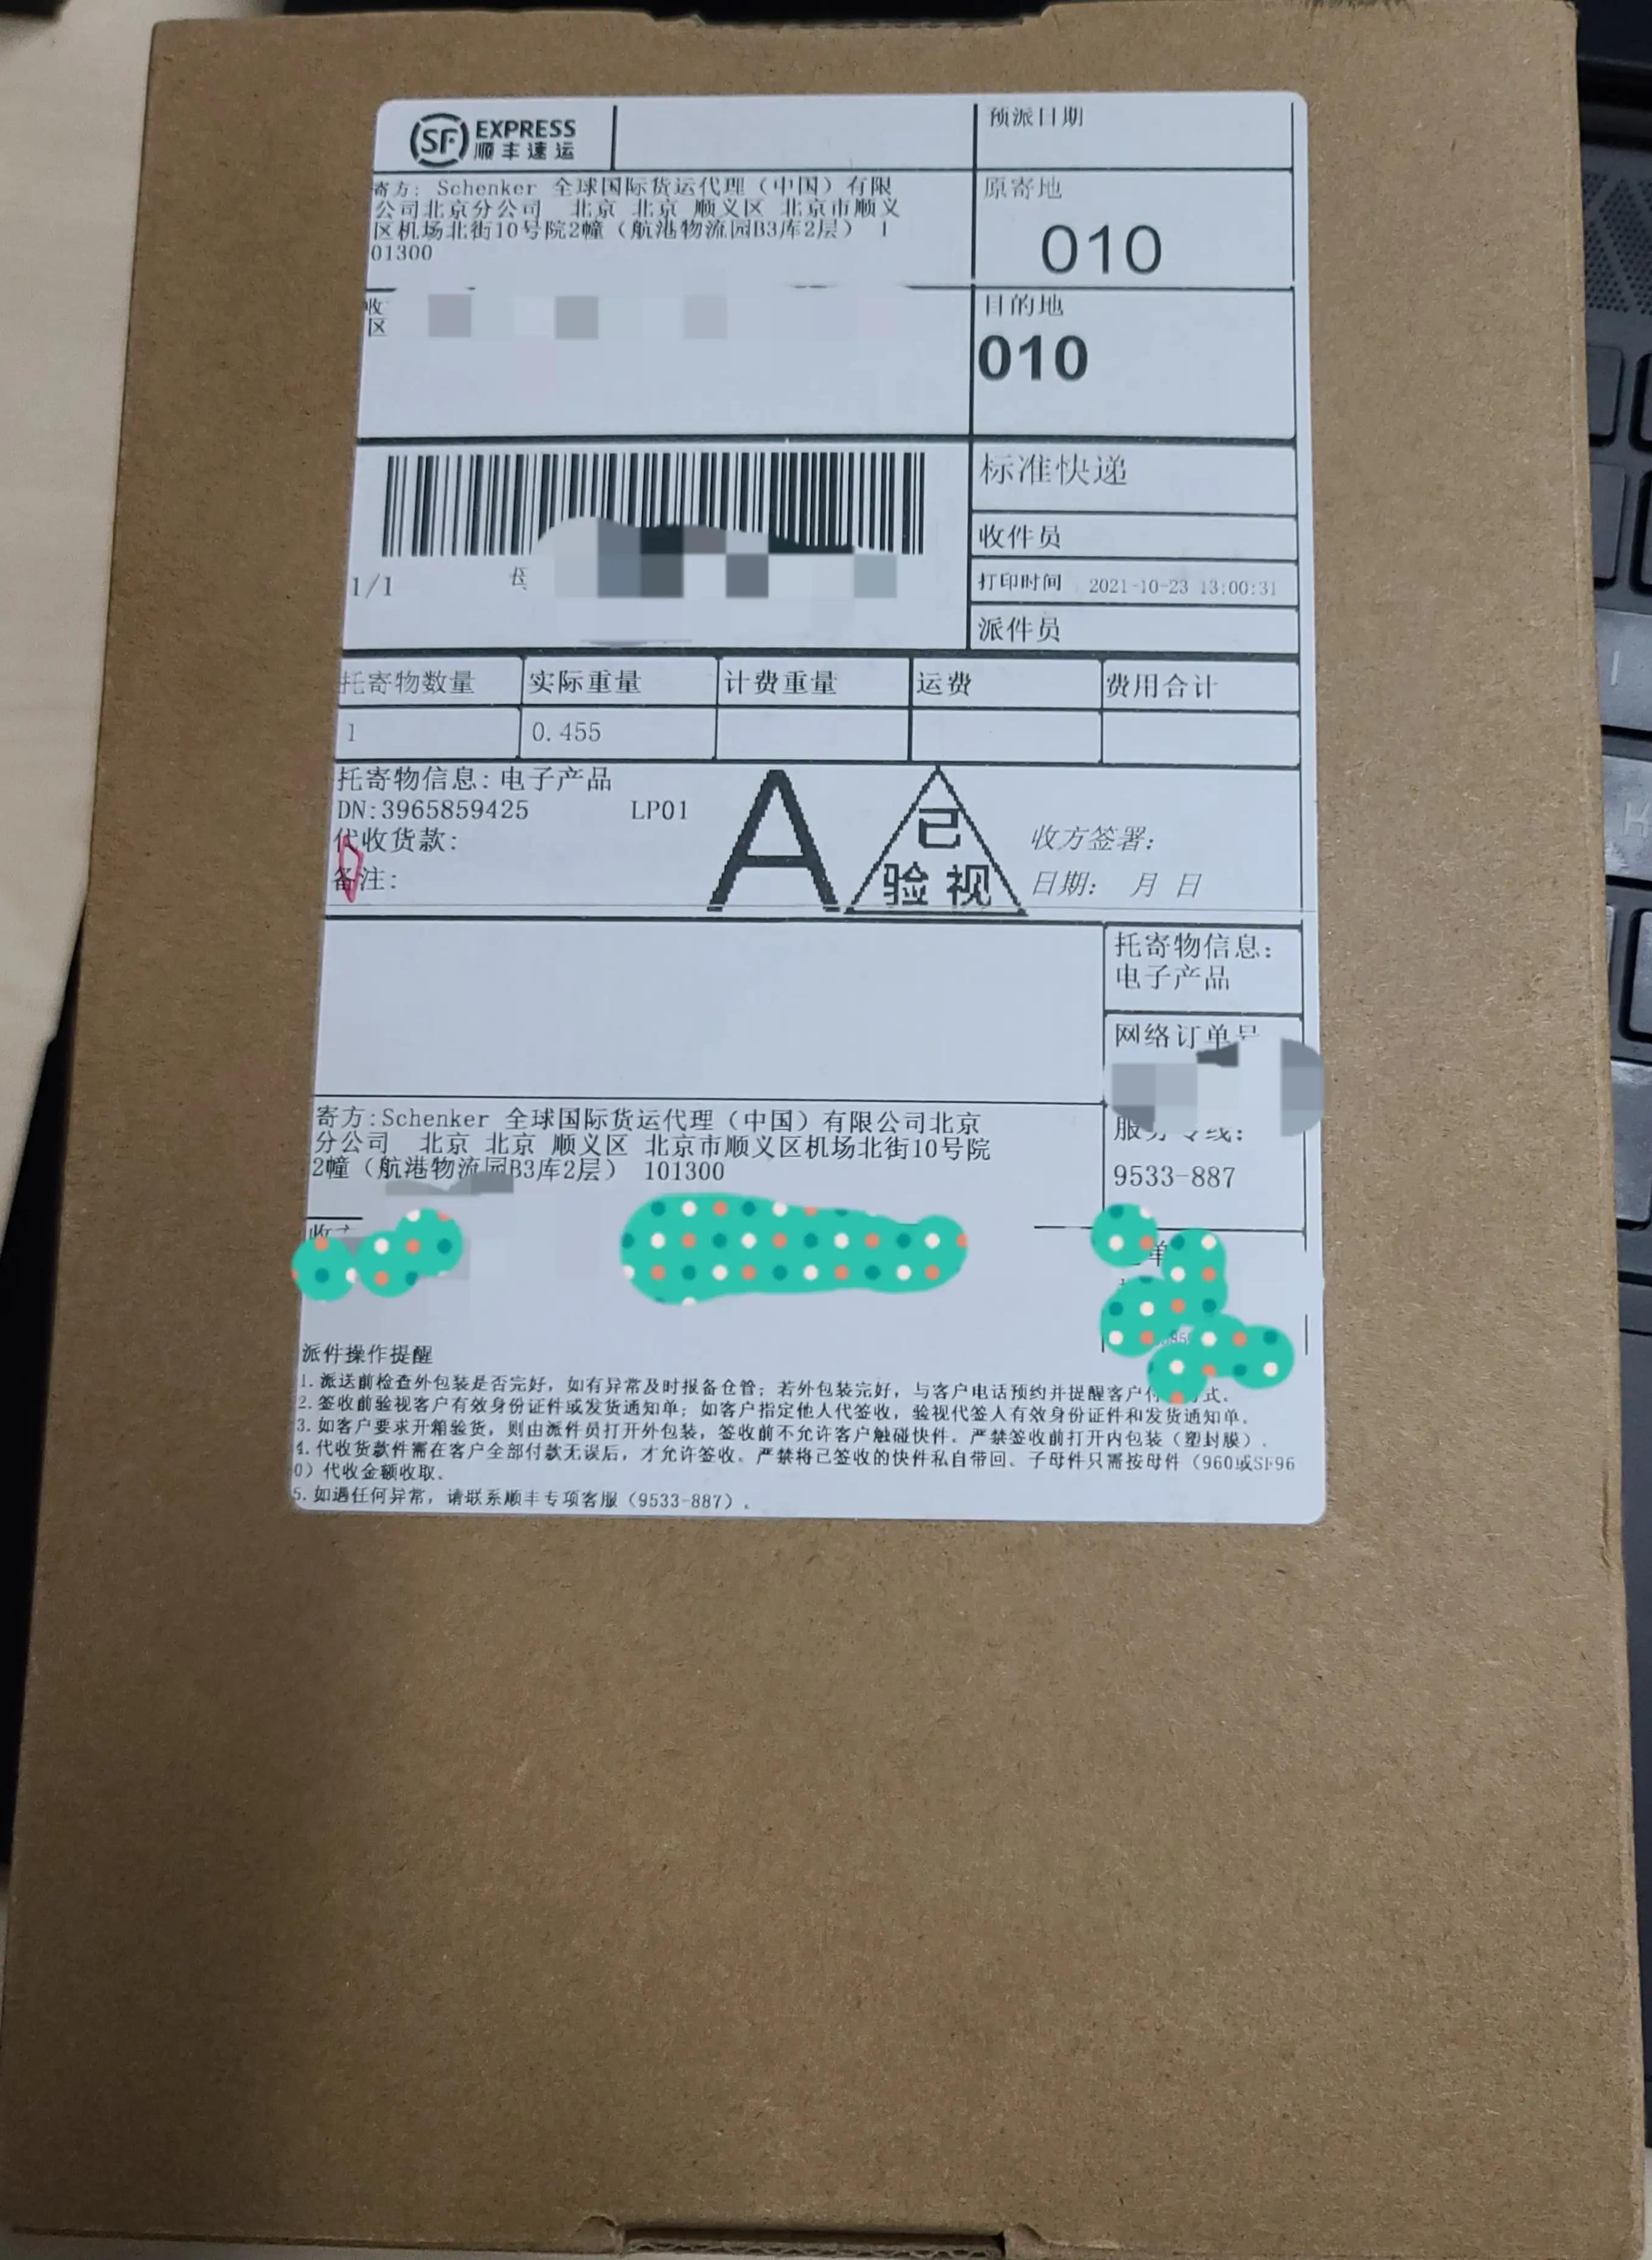 SF EXPRESS
顺丰速运
预派日期
寄方: Schenker 全球国际货运代理（中国）有限
公司北京分公司 北京 北京 顺义区 北京市顺义
区机场北街10号院2幢（航港物流园B3库2层） 1
01300
原寄地
010
收
区
目的地
010
标准快递
收件员
1/1
打印时间 2021-10-23 13:00:31
派件员
托寄物数量 实际重量 计费重量 运费 费用合计
1 0.455
托寄物信息: 电子产品
DN:3965859425 LP01
代收货款:
备注:
A
已
验视
收方签署:
日期: 月 日
托寄物信息:
电子产品
网络订单号
服务专线:
9533-887
寄方:Schenker 全球国际货运代理（中国）有限公司北京
分公司 北京 北京 顺义区 北京市顺义区机场北街10号院
2幢（航港物流园B3库2层） 101300
收
单
派件操作提醒
1. 派送前检查外包装是否完好，如有异常及时报备仓管；若外包装完好，与客户电话预约并提醒客户付 式。
2. 签收前验视客户有效身份证件或发货通知单；如客户指定他人代签收，验视代签人有效身份证件和发货通知单。
3. 如客户要求开箱验货，则由派件员打开外包装，签收前不允许客户触碰快件。严禁签收前打开内包装（塑封膜）。
4. 代收货款件需在客户全部付款无误后，才允许签收。严禁将已签收的快件私自带回、子母件只需按母件（960或SF96
0）代收金额收取。
5. 如遇任何异常，请联系顺丰专项客服（9533-887）。